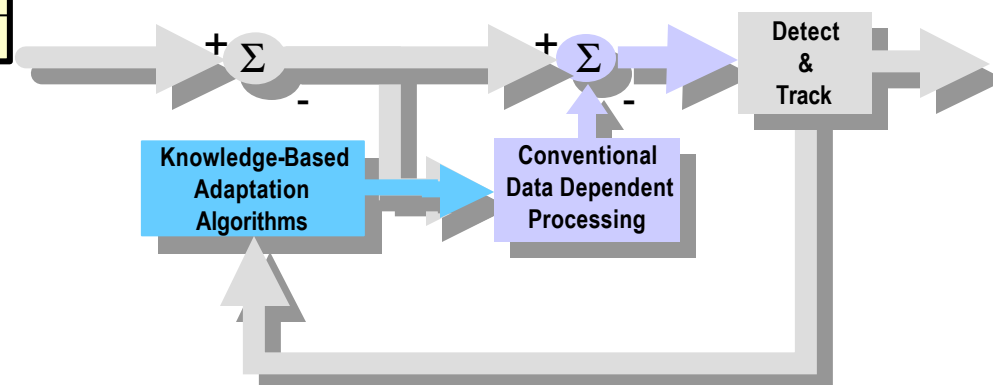 +
Σ
-
+
Σ
-
Detect
&
Track
Knowledge-Based
Adaptation
Algorithms
Conventional
Data Dependent
Processing